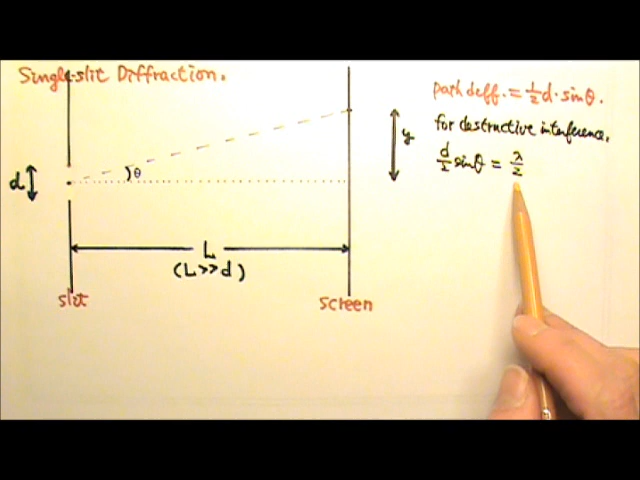 Single-slit Diffraction.
path diff. = 1/2 d · sinθ.
for destructive interference,
d/2 sinθ = λ/2
y
θ
d
L
(L>>d)
slit
screen